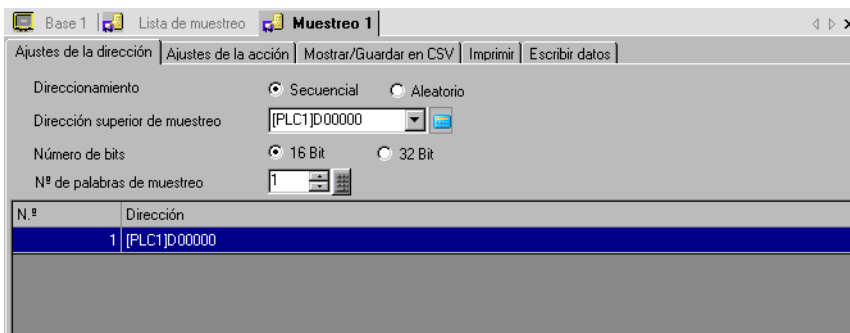 Base 1 Lista de muestreo Muestreo 1
Ajustes de la dirección Ajustes de la acción Mostrar/Guardar en CSV Imprimir Escribir datos
Direccionamiento Secuencial Aleatorio
Dirección superior de muestreo [PLC1]D00000
Número de bits 16 Bit 32 Bit
Nº de palabras de muestreo 1
N.º Dirección
1 [PLC1]D00000